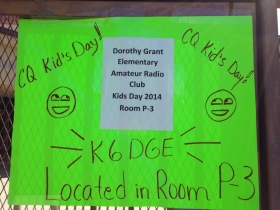 CQ Kid's Day!
Dorothy Grant
Elementary
Amateur Radio
Club
Kids Day 2014
Room P-3
CQ Kid's Day!
K6DGE
Located in Room P-3